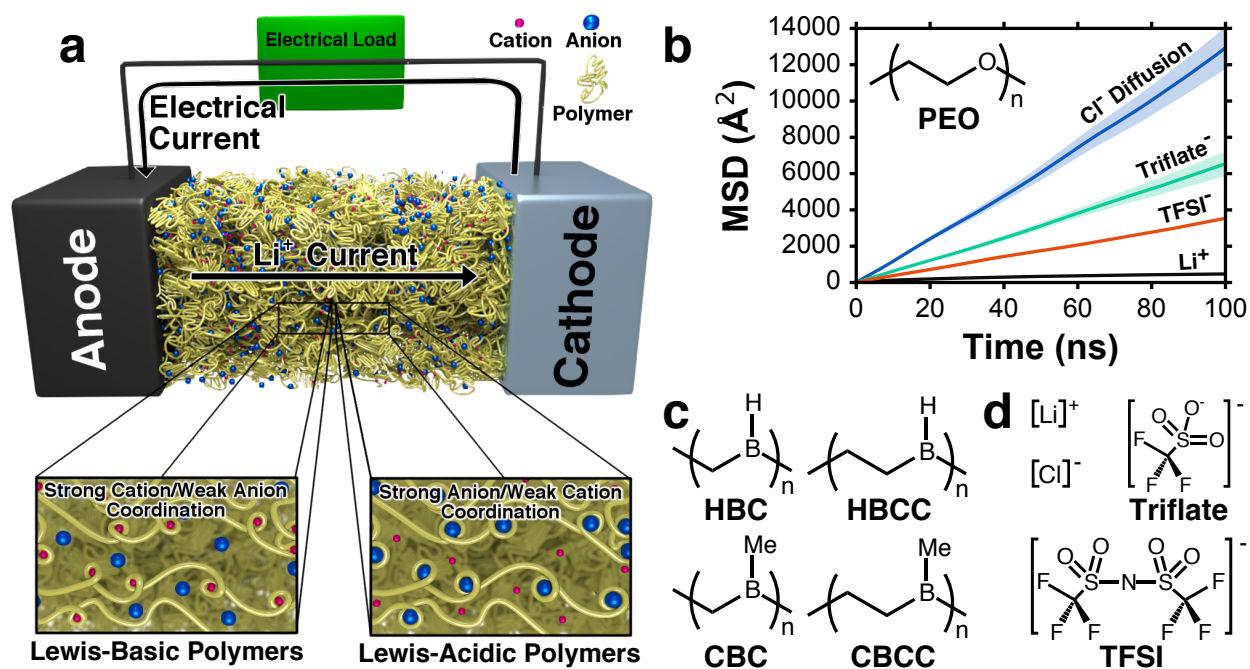 a
Electrical Load
Cation Anion
Polymer
Electrical
Current
Li⁺ Current
Anode
Cathode
Strong Cation/Weak Anion
Coordination
Lewis-Basic Polymers
Strong Anion/Weak Cation
Coordination
Lewis-Acidic Polymers
b
MSD (Å²)
14000
12000
10000
8000
6000
4000
2000
0
0 20 40 60 80 100
Time (ns)
O
n
PEO
Cl⁻ Diffusion
Triflate⁻
TFSI⁻
Li⁺
c
H
B
n
HBC
H
B
n
HBCC
Me
B
n
CBC
Me
B
n
CBCC
d
[Li]⁺
[Cl]⁻
O O⁻ -
F S O
F F
Triflate
O O O O -
F S N S F
F F F F
TFSI